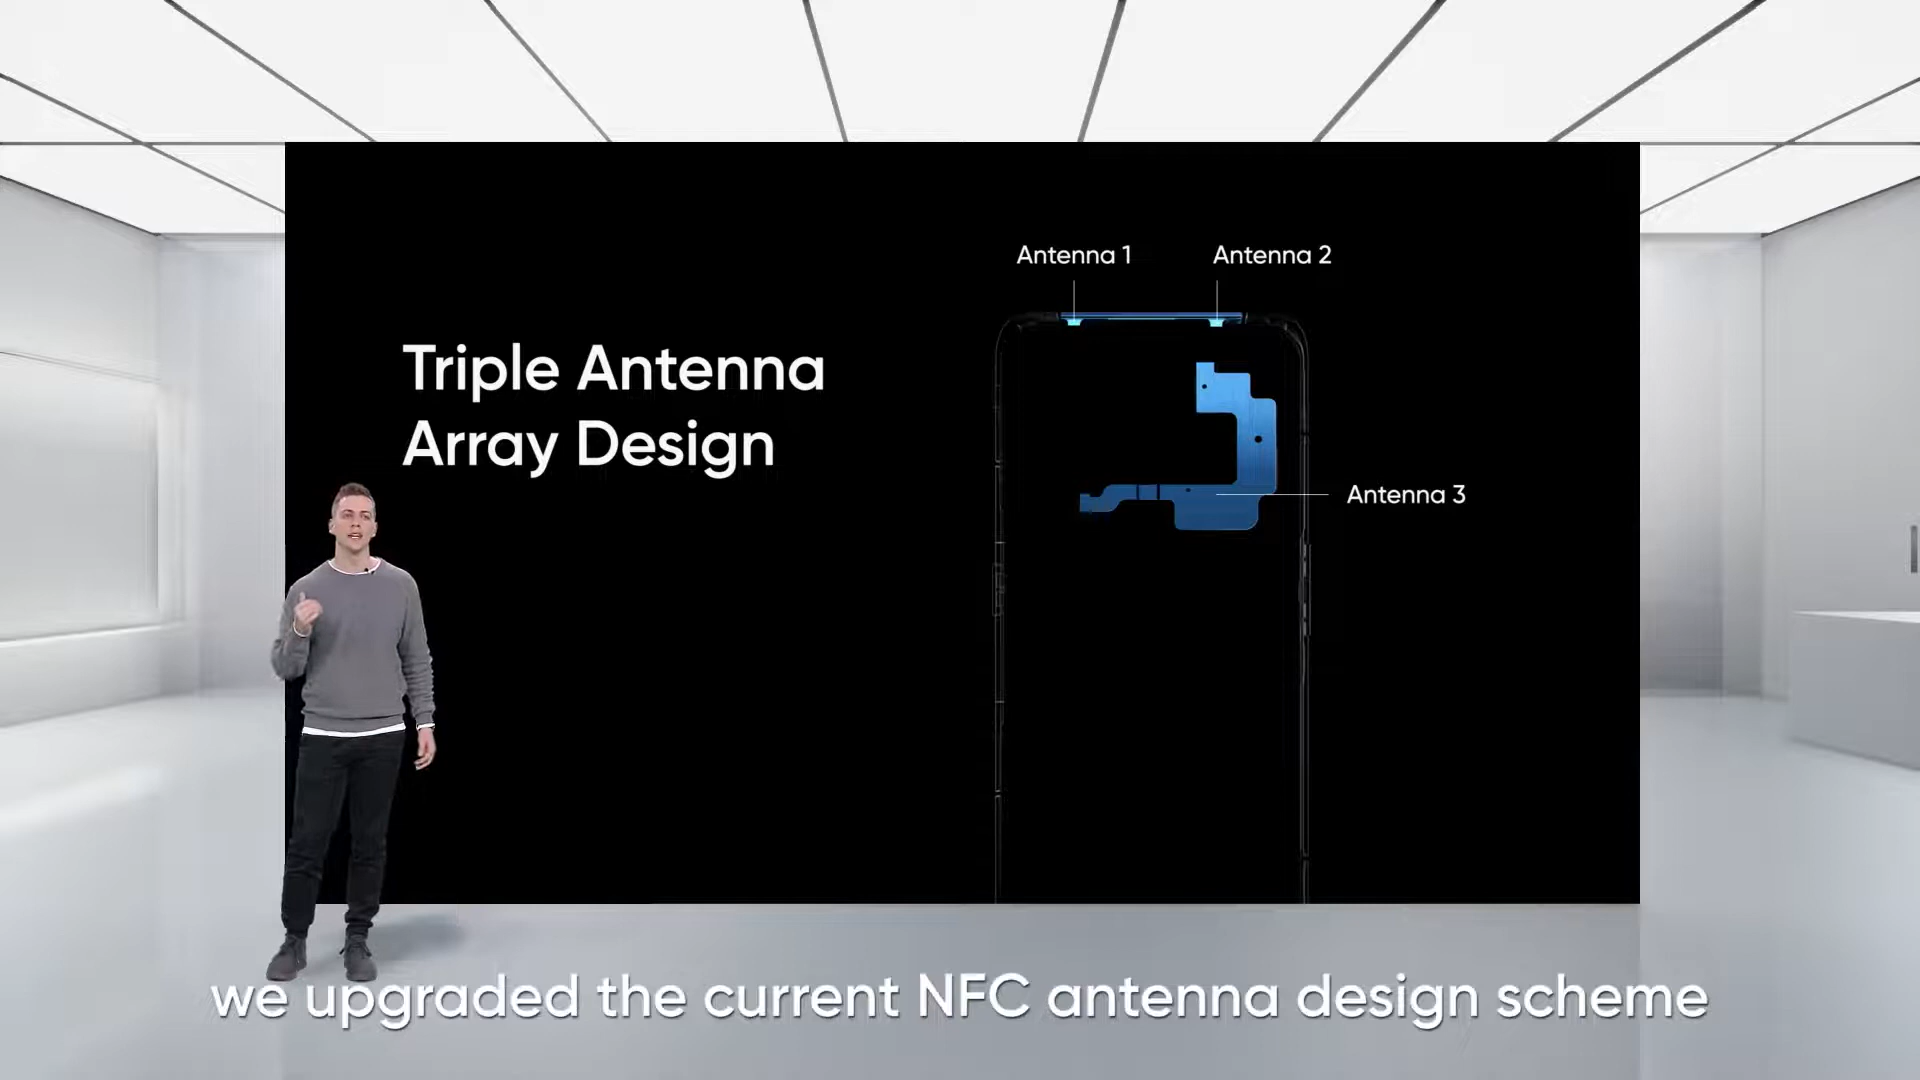 Antenna 1
Antenna 2
Triple Antenna
Array Design
Antenna 3
we upgraded the current NFC antenna design scheme